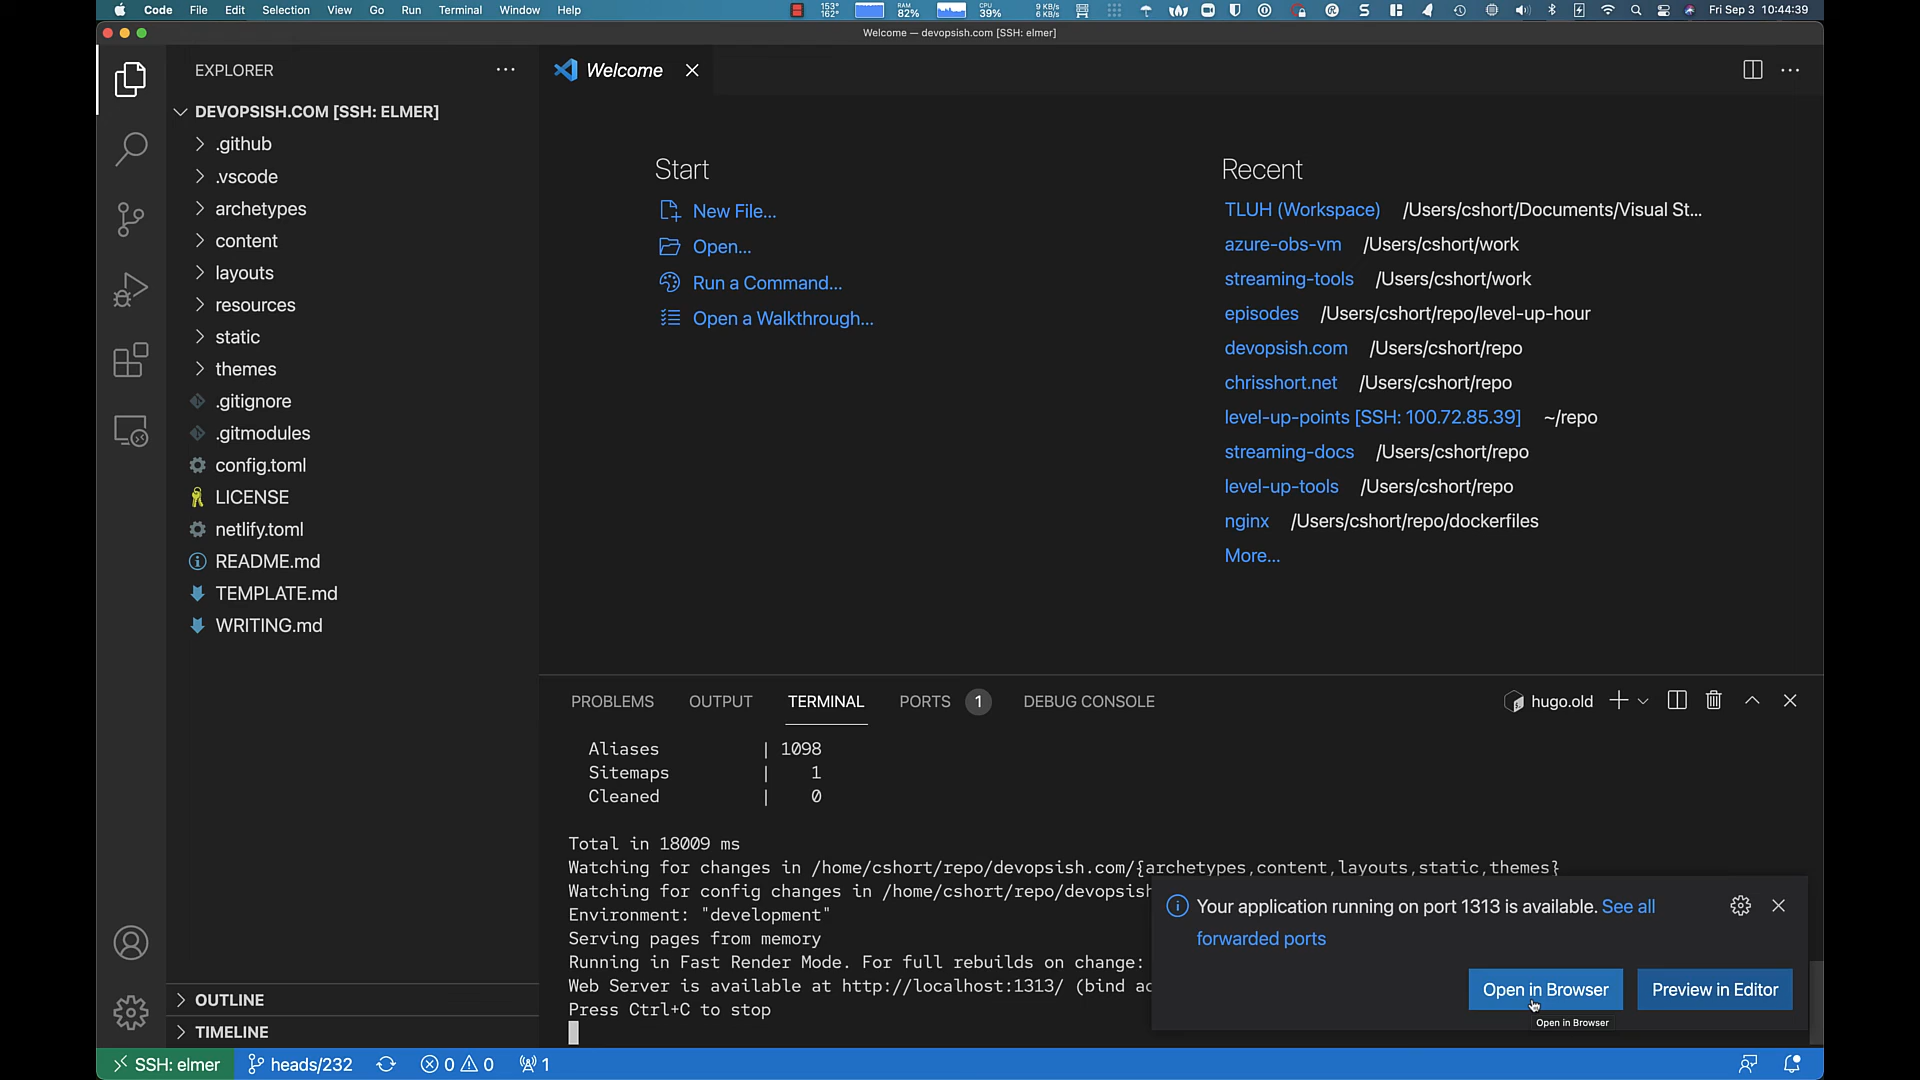 Code File Edit Selection View Go Run Terminal Window Help
153° 162° RAM 82% CPU 39% 9 KB/s 6 KB/s Fri Sep 3 10:44:39
Welcome — devopsish.com [SSH: elmer]
EXPLORER
Welcome
DEVOPSISH.COM [SSH: ELMER]
.github
.vscode
archetypes
content
layouts
resources
static
themes
.gitignore
.gitmodules
config.toml
LICENSE
netlify.toml
README.md
TEMPLATE.md
WRITING.md
OUTLINE
TIMELINE
Start
New File...
Open...
Run a Command...
Open a Walkthrough...
Recent
TLUH (Workspace) /Users/cshort/Documents/Visual St...
azure-obs-vm /Users/cshort/work
streaming-tools /Users/cshort/work
episodes /Users/cshort/repo/level-up-hour
devopsish.com /Users/cshort/repo
chrisshort.net /Users/cshort/repo
level-up-points [SSH: 100.72.85.39] ~/repo
streaming-docs /Users/cshort/repo
level-up-tools /Users/cshort/repo
nginx /Users/cshort/repo/dockerfiles
More...
PROBLEMS OUTPUT TERMINAL PORTS 1 DEBUG CONSOLE hugo.old
Aliases | 1098
Sitemaps | 1
Cleaned | 0
Total in 18009 ms
Watching for changes in /home/cshort/repo/devopsish.com/{archetypes,content,layouts,static,themes}
Watching for config changes in /home/cshort/repo/devopsish
Environment: "development"
Serving pages from memory
Running in Fast Render Mode. For full rebuilds on change:
Web Server is available at http://localhost:1313/ (bind ac
Press Ctrl+C to stop
Your application running on port 1313 is available. See all
forwarded ports
Open in Browser Preview in Editor
Open in Browser
SSH: elmer heads/232 0 0 1